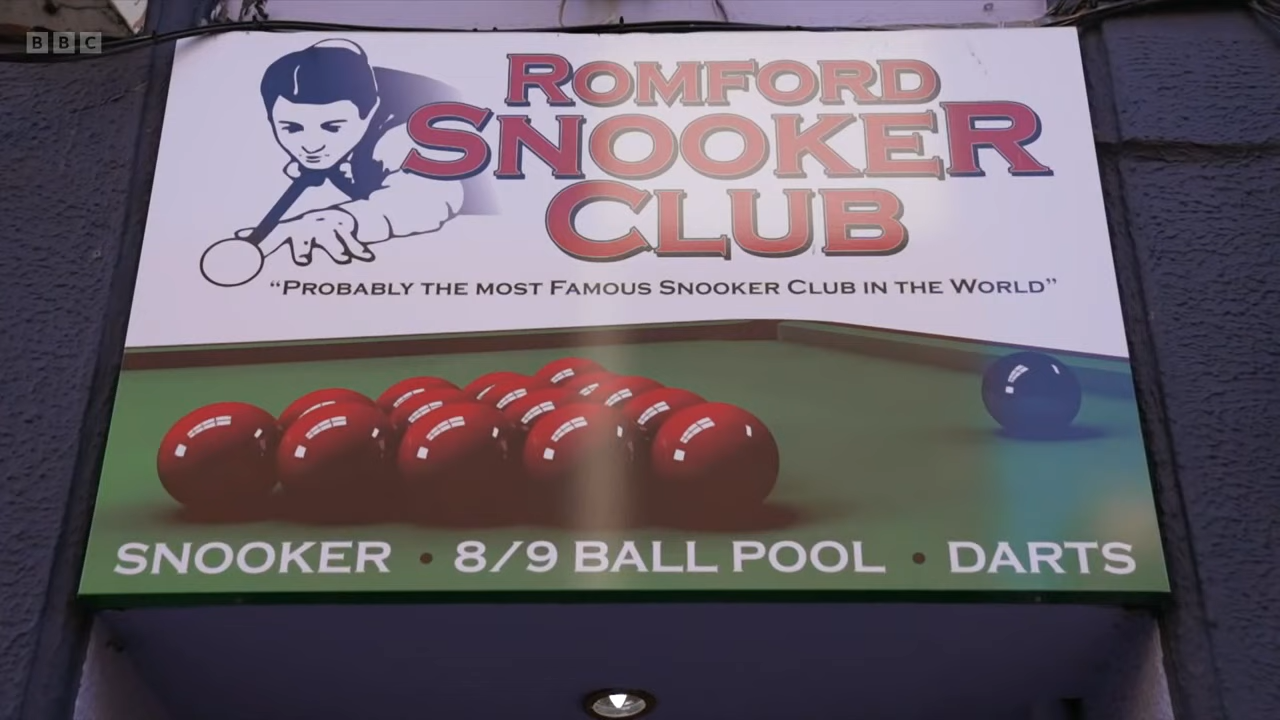 BBC
ROMFORD
SNOOKER
CLUB
“PROBABLY THE MOST FAMOUS SNOOKER CLUB IN THE WORLD”
SNOOKER • 8/9 BALL POOL • DARTS